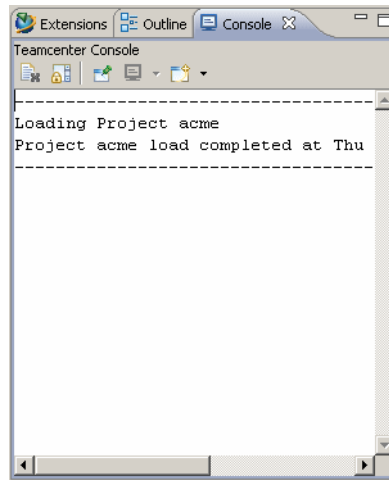 Extensions Outline Console
Teamcenter Console
-----------------------------------
Loading Project acme
Project acme load completed at Thu
-----------------------------------